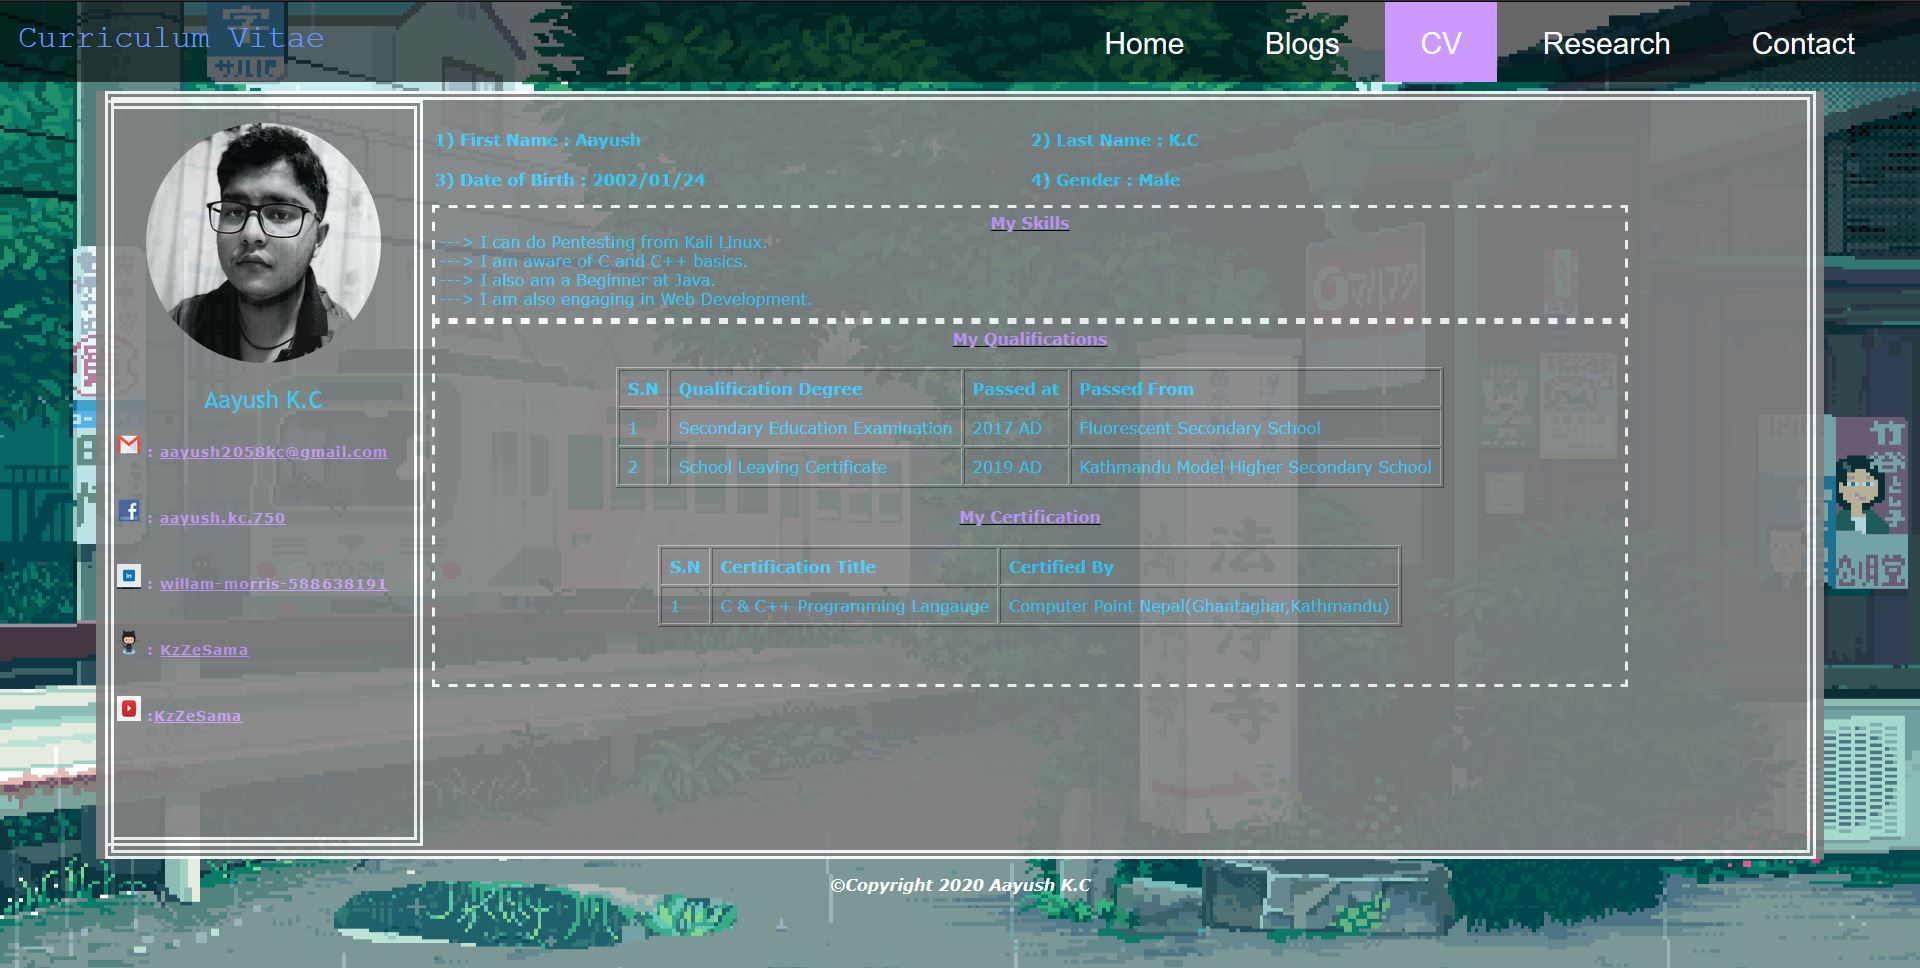 Curriculum Vitae
Home Blogs CV Research Contact
Aayush K.C
: aayush2058kc@gmail.com
: aayush.kc.750
: willam-morris-588638191
: KzZeSama
:KzZeSama
1) First Name : Aayush 2) Last Name : K.C
3) Date of Birth : 2002/01/24 4) Gender : Male
My Skills
---> I can do Pentesting from Kali Linux.
---> I am aware of C and C++ basics.
---> I also am a Beginner at Java.
---> I am also engaging in Web Development.
My Qualifications
S.N Qualification Degree Passed at Passed From
1 Secondary Education Examination 2017 AD Fluorescent Secondary School
2 School Leaving Certificate 2019 AD Kathmandu Model Higher Secondary School
My Certification
S.N Certification Title Certified By
1 C & C++ Programming Langauge Computer Point Nepal(Ghantaghar,Kathmandu)
©Copyright 2020 Aayush K.C